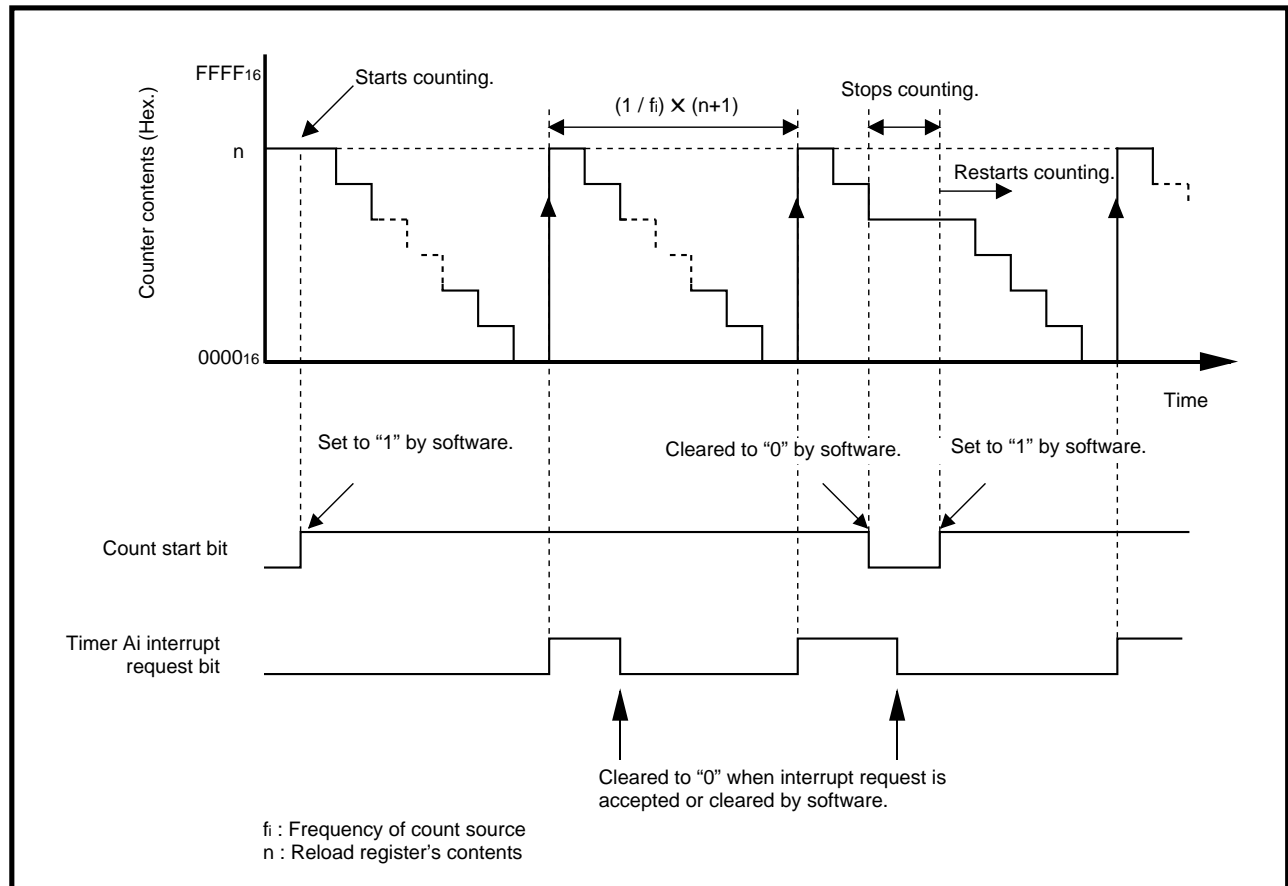 FFFF16
Starts counting.
(1 / fi) X (n+1)
Stops counting.
Counter contents (Hex.)
n
Restarts counting.
000016
Time
Set to “1” by software.
Cleared to “0” by software.
Set to “1” by software.
Count start bit
Timer Ai interrupt
request bit
Cleared to “0” when interrupt request is
accepted or cleared by software.
fi : Frequency of count source
n : Reload register’s contents